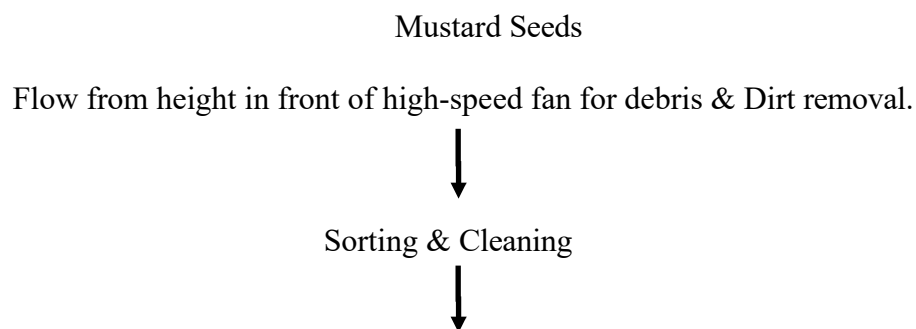 Mustard Seeds
Flow from height in front of high-speed fan for debris & Dirt removal.
Sorting & Cleaning